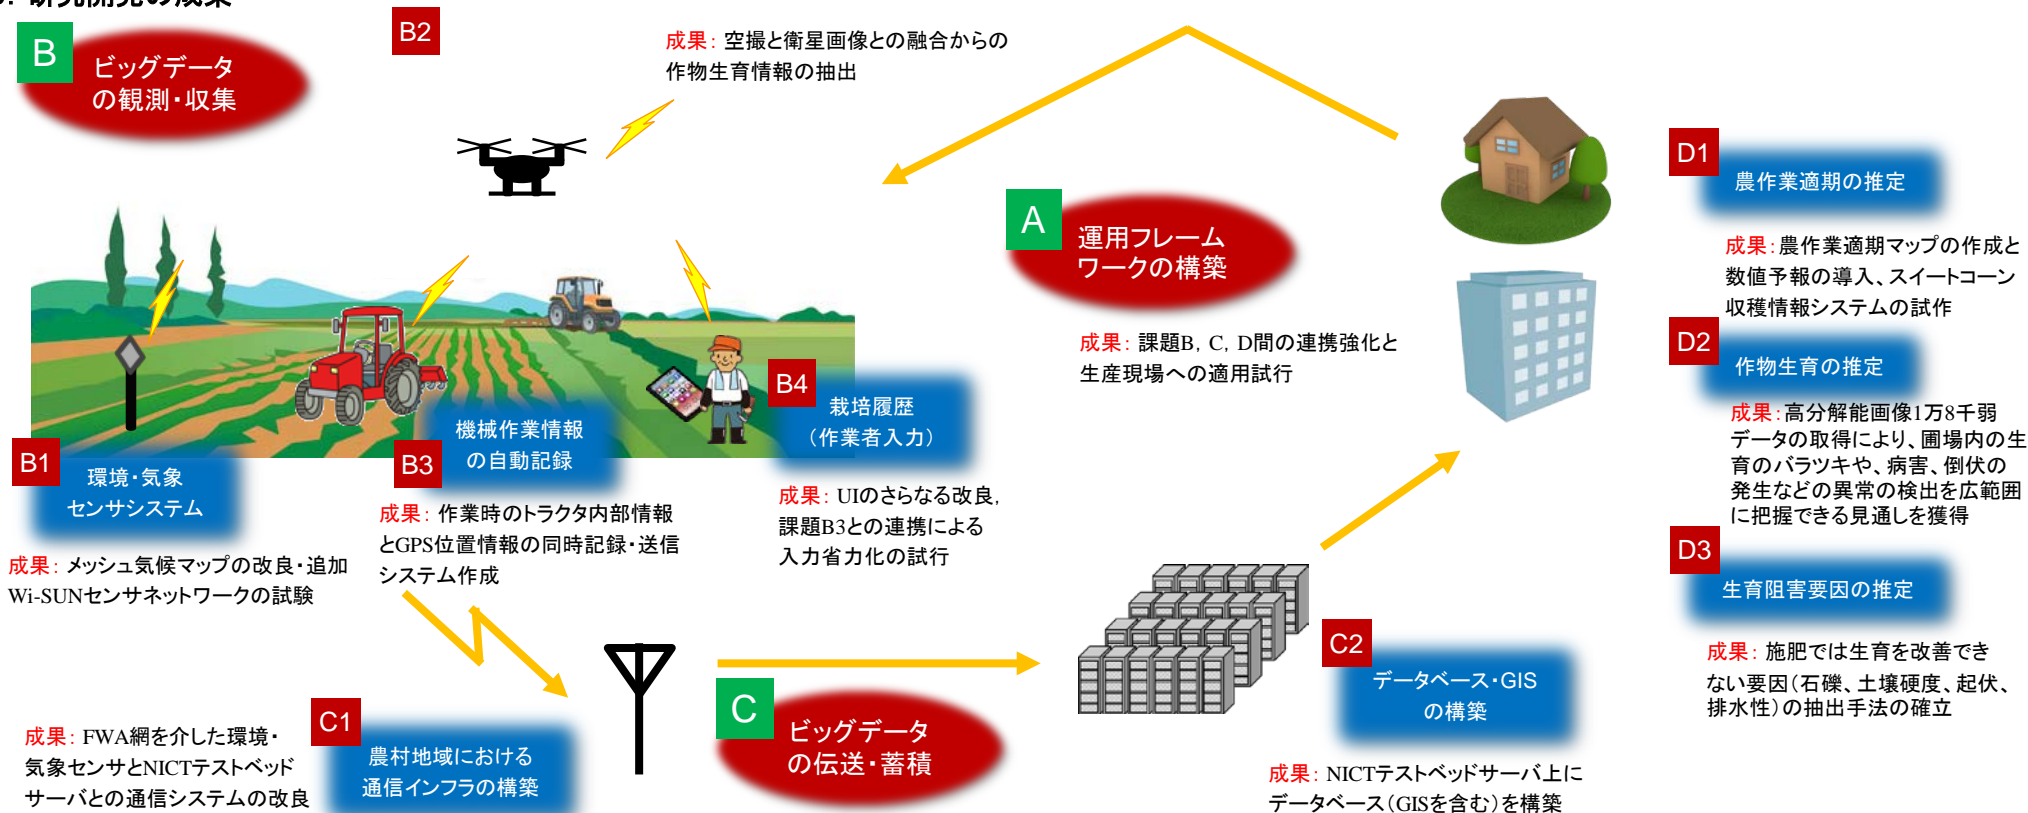 3. 研究開発の成果
B
ビッグデータ
の観測・収集
B2
成果: 空撮と衛星画像との融合からの
作物生育情報の抽出
A
運用フレーム
ワークの構築
成果: 課題B, C, D間の連携強化と
生産現場への適用試行
D1
農作業適期の推定
成果:農作業適期マップの作成と
数値予報の導入、スイートコーン
収穫情報システムの試作
D2
作物生育の推定
成果:高分解能画像1万8千弱
データの取得により、圃場内の生
育のバラツキや、病害、倒伏の
発生などの異常の検出を広範囲
に把握できる見通しを獲得
D3
生育阻害要因の推定
成果: 施肥では生育を改善でき
ない要因(石礫、土壌硬度、起伏、
排水性)の抽出手法の確立
B1
環境・気象
センサシステム
成果: メッシュ気候マップの改良・追加
Wi-SUNセンサネットワークの試験
B3
機械作業情報
の自動記録
成果: 作業時のトラクタ内部情報
とGPS位置情報の同時記録・送信
システム作成
B4
栽培履歴
(作業者入力)
成果: UIのさらなる改良,
課題B3との連携による
入力省力化の試行
C1
農村地域における
通信インフラの構築
成果: FWA網を介した環境・
気象センサとNICTテストベッド
サーバとの通信システムの改良
C
ビッグデータ
の伝送・蓄積
C2
データベース・GIS
の構築
成果: NICTテストベッドサーバ上に
データベース(GISを含む)を構築